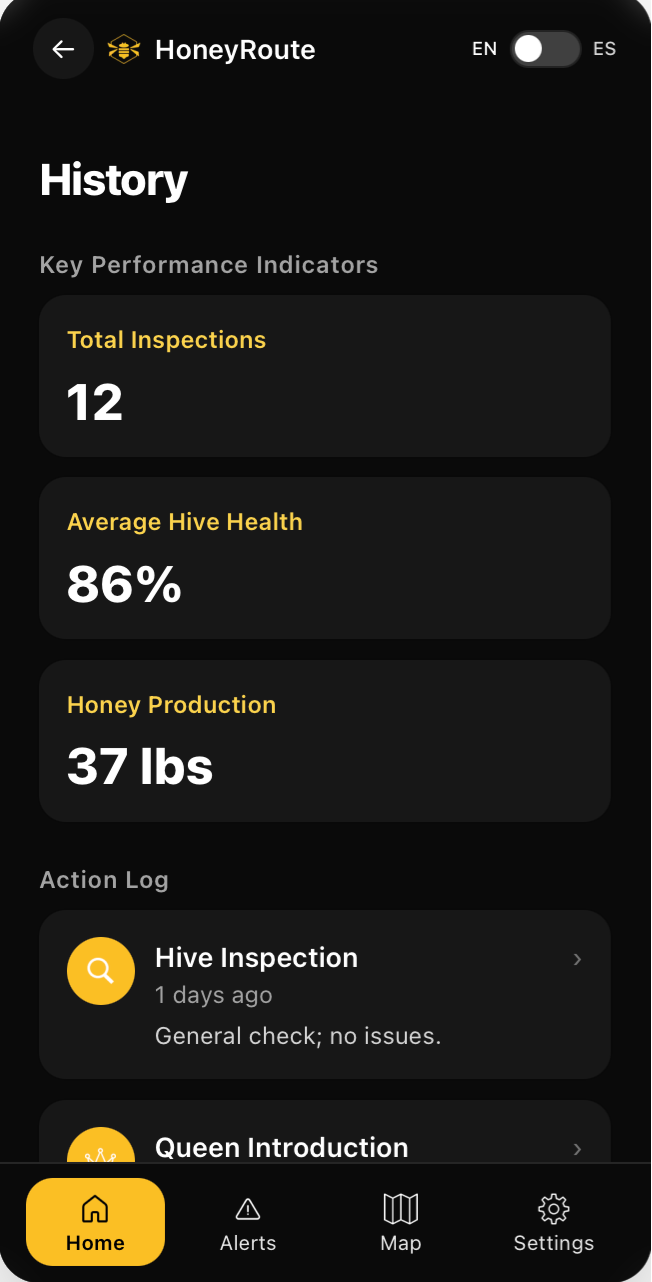 HoneyRoute
EN
ES
History
Key Performance Indicators
Total Inspections
12
Average Hive Health
86%
Honey Production
37 lbs
Action Log
Hive Inspection
1 days ago
General check; no issues.
Queen Introduction
Home
Alerts
Map
Settings